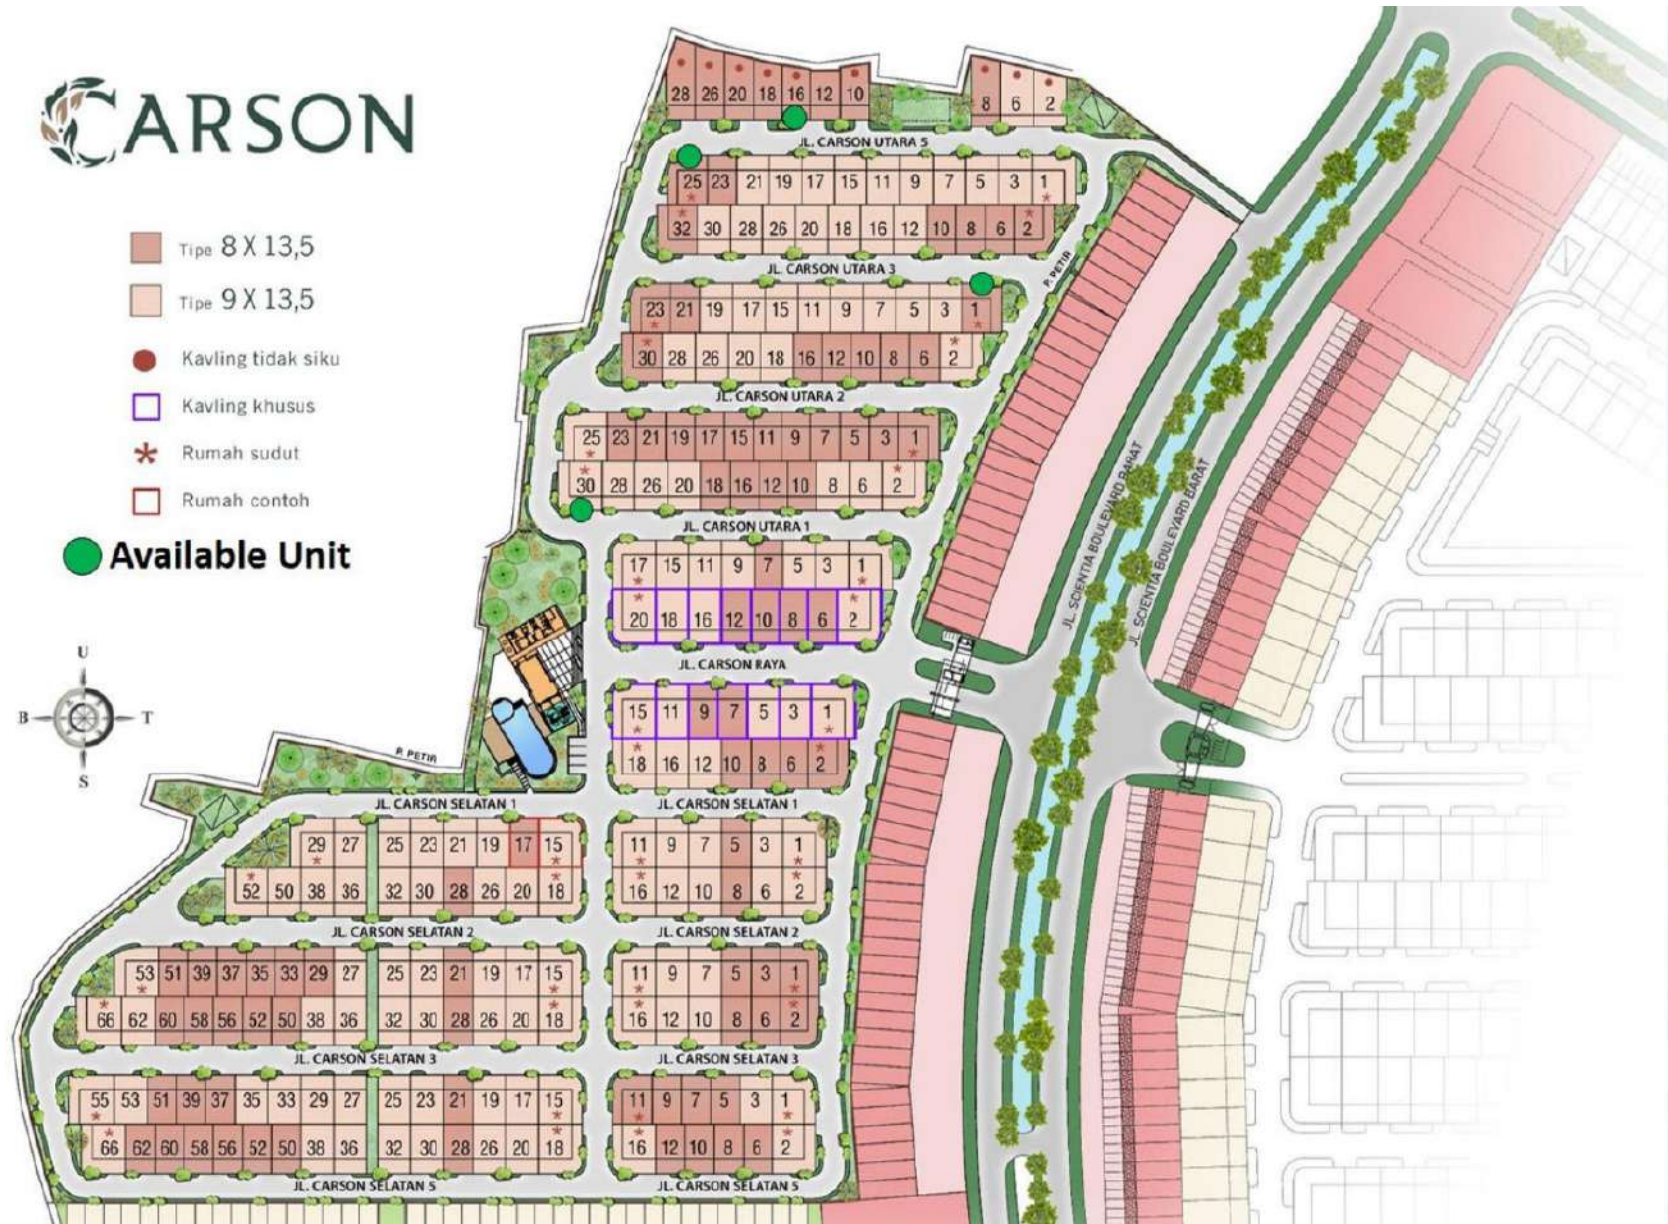 CARSON
Tipe 8 X 13,5
Tipe 9 X 13,5
Kavling tidak siku
Kavling khusus
Rumah sudut
Rumah contoh
Available Unit
U
B T
S
28 26 20 18 16 12 10 8 6 2
JL. CARSON UTARA 5
25 23 21 19 17 15 11 9 7 5 3 1
32 30 28 26 20 18 16 12 10 8 6 2
JL. CARSON UTARA 3
P. PETIR
23 21 19 17 15 11 9 7 5 3 1
30 28 26 20 18 16 12 10 8 6 2
JL. CARSON UTARA 2
25 23 21 19 17 15 11 9 7 5 3 1
30 28 26 20 18 16 12 10 8 6 2
JL. CARSON UTARA 1
17 15 11 9 7 5 3 1
20 18 16 12 10 8 6 2
JL. CARSON RAYA
15 11 9 7 5 3 1
18 16 12 10 8 6 2
P. PETIR
JL. CARSON SELATAN 1 JL. CARSON SELATAN 1
29 27 25 23 21 19 17 15 11 9 7 5 3 1
52 50 38 36 32 30 28 26 20 18 16 12 10 8 6 2
JL. CARSON SELATAN 2 JL. CARSON SELATAN 2
53 51 39 37 35 33 29 27 25 23 21 19 17 15 11 9 7 5 3 1
66 62 60 58 56 52 50 38 36 32 30 28 26 20 18 16 12 10 8 6 2
JL. CARSON SELATAN 3 JL. CARSON SELATAN 3
55 53 51 39 37 35 33 29 27 25 23 21 19 17 15 11 9 7 5 3 1
66 62 60 58 56 52 50 38 36 32 30 28 26 20 18 16 12 10 8 6 2
JL. CARSON SELATAN 5 JL. CARSON SELATAN 5
JL. SCIENTIA BOULEVARD BARAT
JL. SCIENTIA BOULEVARD BARAT